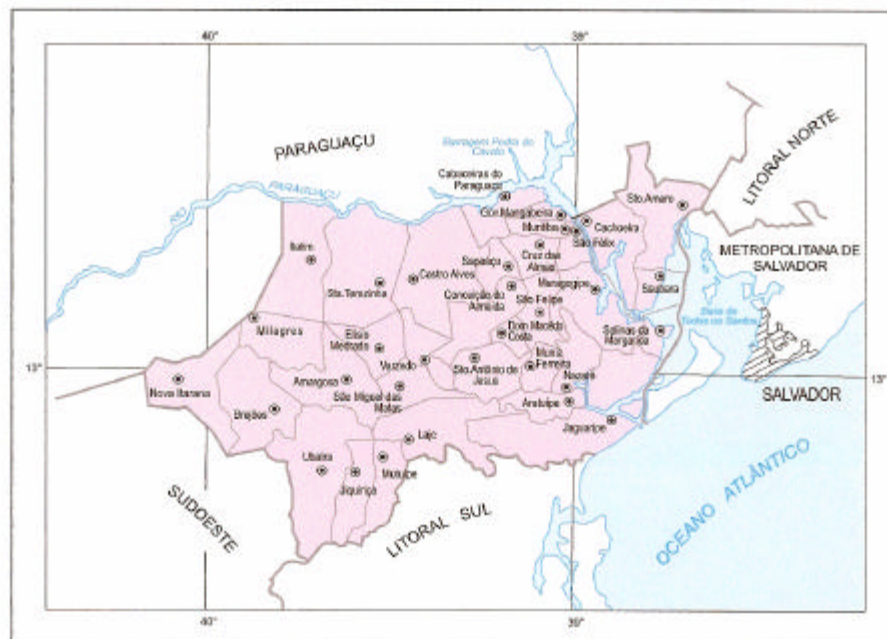 40°
39°
PARAGUAÇU
Barragem Pedra do
Cavalo
LITORAL NORTE
Cabaceiras do
Paraguaçu
RIO
PARAGUAÇU
Sto. Amaro
Gov. Mangabeira
Muritiba
Cachoeira
São Félix
METROPOLITANA DE
SALVADOR
Itatim
Cruz das
Almas
Sapeaçu
Castro Alves
Sta. Terezinha
Maragogipe
Saubara
Conceição do
Almeida
São Felipe
Baía de
Todos os Santos
Milagres
Elísio
Medrado
Dom Macêdo
Costa
Salinas da
Margarida
13°
Varzedo
Sto. Antônio de
Jesus
Muniz
Ferreira
Nazaré
13°
Nova Itarana
Amargosa
São Miguel das
Matas
Aratuípe
SALVADOR
Brejões
Jaguaripe
Laje
Ubaíra
Mutuípe
Jiquiriçá
SUDOESTE
LITORAL SUL
OCEANO ATLÂNTICO
40°
39°